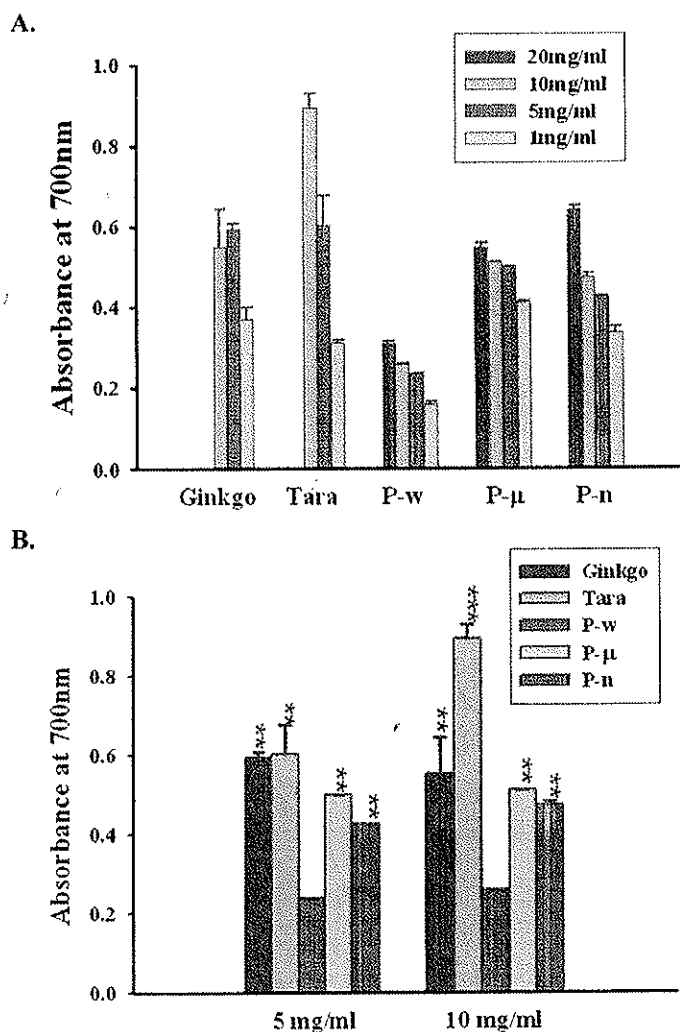 A.
20mg/ml
10mg/ml
5mg/ml
1mg/ml
1.0
0.8
0.6
0.4
0.2
0.0
Absorbance at 700nm
Ginkgo Tara P-w P-μ P-n
B.
Ginkgo
Tara
P-w
P-μ
P-n
1.0
0.8
0.6
0.4
0.2
0.0
Absorbance at 700nm
** ** ** **
** *** ** **
5 mg/ml 10 mg/ml